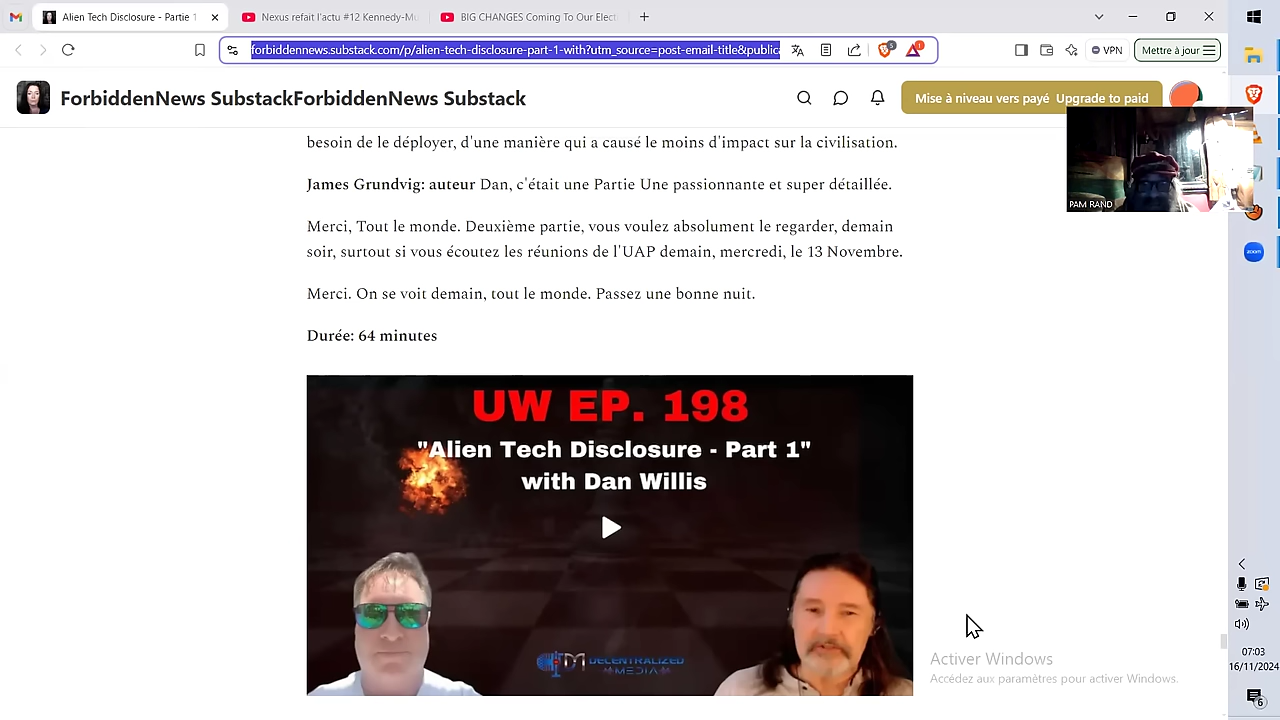 Alien Tech Disclosure - Partie 1
Nexus refait l'actu #12 Kennedy-Mu
BIG CHANGES Coming To Our Elect
forbiddennews.substack.com/p/alien-tech-disclosure-part-1-with?utm_source=post-email-title&publica
5
1
VPN
Mettre à jour
ForbiddenNews SubstackForbiddenNews Substack
Mise à niveau vers payé Upgrade to paid
besoin de le déployer, d'une manière qui a causé le moins d'impact sur la civilisation.
James Grundvig: auteur Dan, c'était une Partie Une passionnante et super détaillée.
PAM RAND
Merci, Tout le monde. Deuxième partie, vous voulez absolument le regarder, demain
soir, surtout si vous écoutez les réunions de l'UAP demain, mercredi, le 13 Novembre.
zoom
Merci. On se voit demain, tout le monde. Passez une bonne nuit.
Durée: 64 minutes
UW EP. 198
"Alien Tech Disclosure - Part 1"
with Dan Willis
DECENTRALIZED
MEDIA
Activer Windows
Accédez aux paramètres pour activer Windows.
07:03
16/11/2024
6